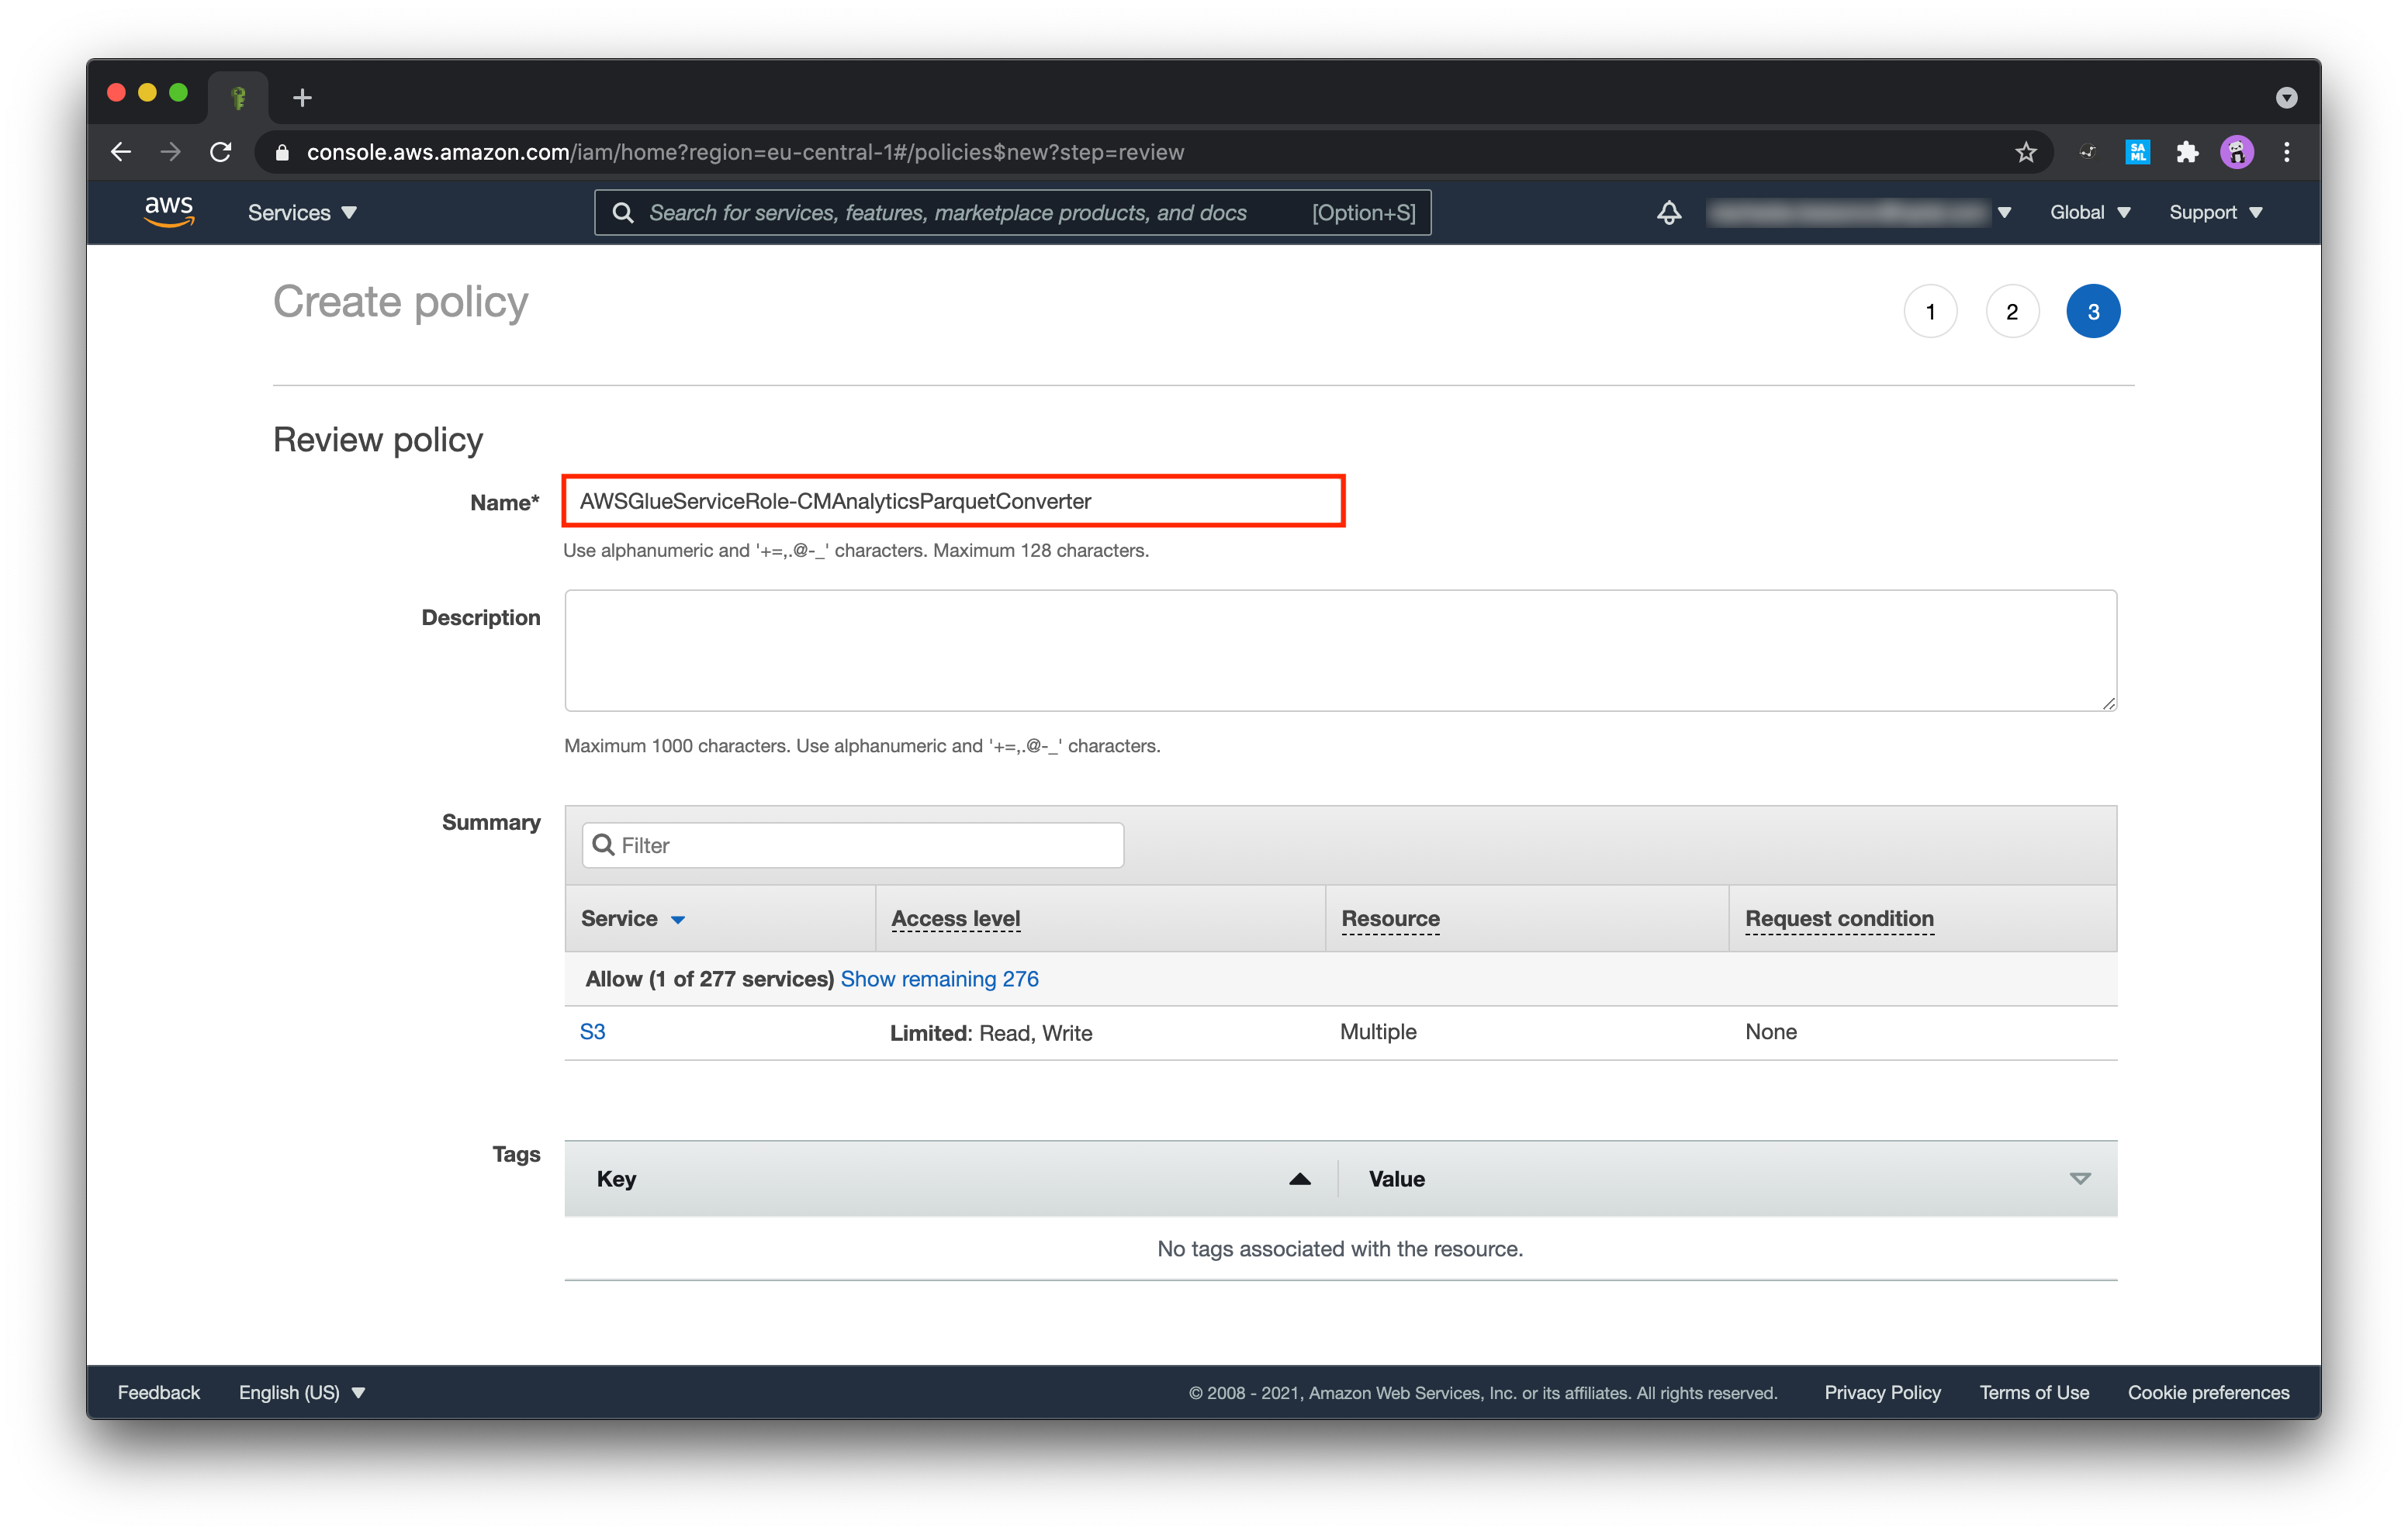 console.aws.amazon.com/iam/home?region=eu-central-1#/policies$new?step=review
SA
ML
aws
Services
Search for services, features, marketplace products, and docs
[Option+S]
Global
Support
Create policy
1
2
3
Review policy
Name*
AWSGlueServiceRole-CMAnalyticsParquetConverter
Use alphanumeric and '+=,.@-_' characters. Maximum 128 characters.
Description
Maximum 1000 characters. Use alphanumeric and '+=,.@-_' characters.
Summary
Filter
Service
Access level
Resource
Request condition
Allow (1 of 277 services) Show remaining 276
S3
Limited: Read, Write
Multiple
None
Tags
Key
Value
No tags associated with the resource.
Feedback
English (US)
© 2008 - 2021, Amazon Web Services, Inc. or its affiliates. All rights reserved.
Privacy Policy
Terms of Use
Cookie preferences